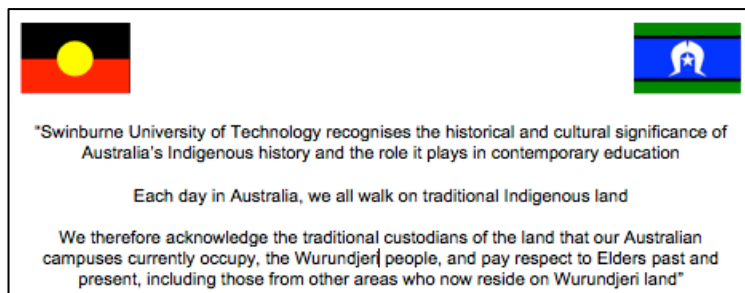 "Swinburne University of Technology recognises the historical and cultural significance of
Australia's Indigenous history and the role it plays in contemporary education
Each day in Australia, we all walk on traditional Indigenous land
We therefore acknowledge the traditional custodians of the land that our Australian
campuses currently occupy, the Wurundjeri people, and pay respect to Elders past and
present, including those from other areas who now reside on Wurundjeri land"